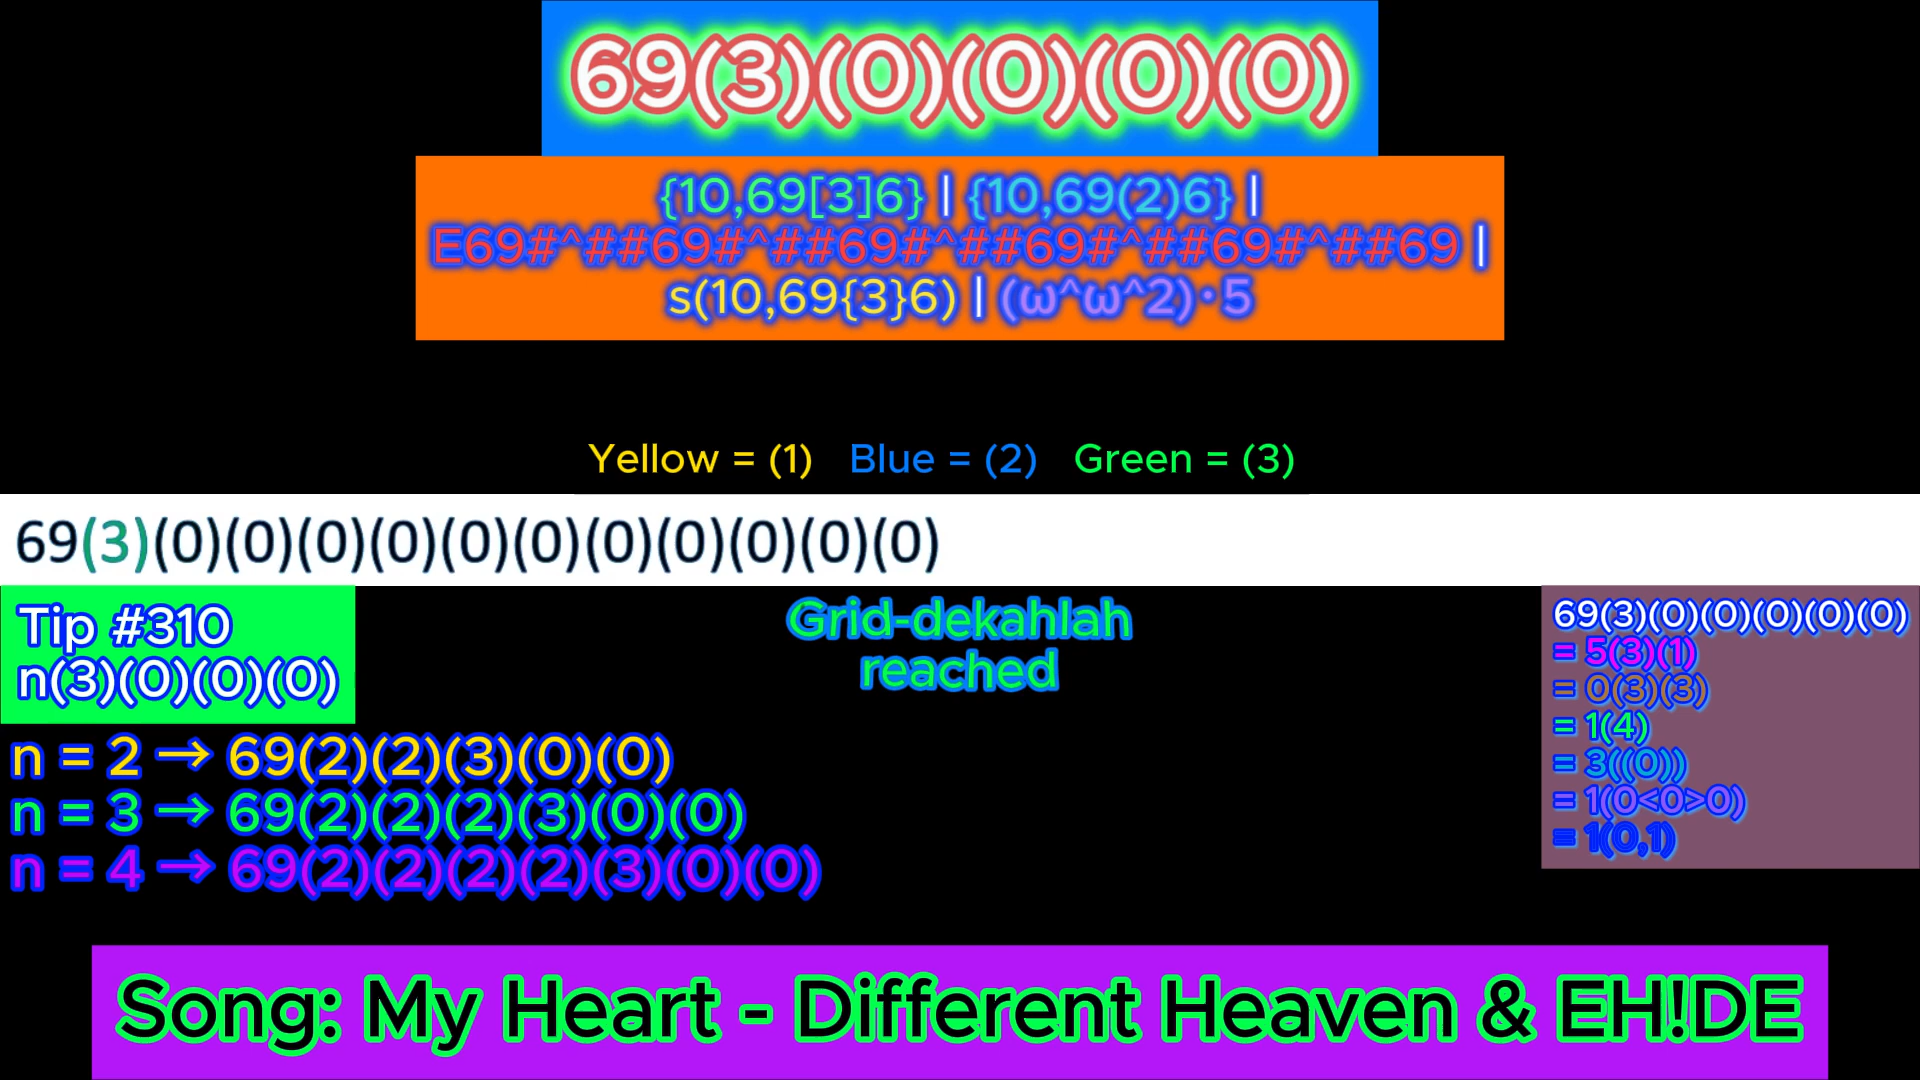 69(3)(0)(0)(0)(0)
{10,69[3]6} | {10,69(2)6} |
E69#^##69#^##69#^##69#^##69#^##69 |
s(10,69{3}6) | (ω^ω^2)•5
Yellow = (1) Blue = (2) Green = (3)
69(3)(0)(0)(0)(0)(0)(0)(0)(0)(0)(0)(0)
Tip #310
n(3)(0)(0)(0)
n = 2 → 69(2)(2)(3)(0)(0)
n = 3 → 69(2)(2)(2)(3)(0)(0)
n = 4 → 69(2)(2)(2)(2)(3)(0)(0)
Grid-dekahlah
reached
69(3)(0)(0)(0)(0)(0)
= 5(3)(1)
= 0(3)(3)
= 1(4)
= 3((0))
= 1(0<0>0)
= 1(0,1)
Song: My Heart - Different Heaven & EH!DE